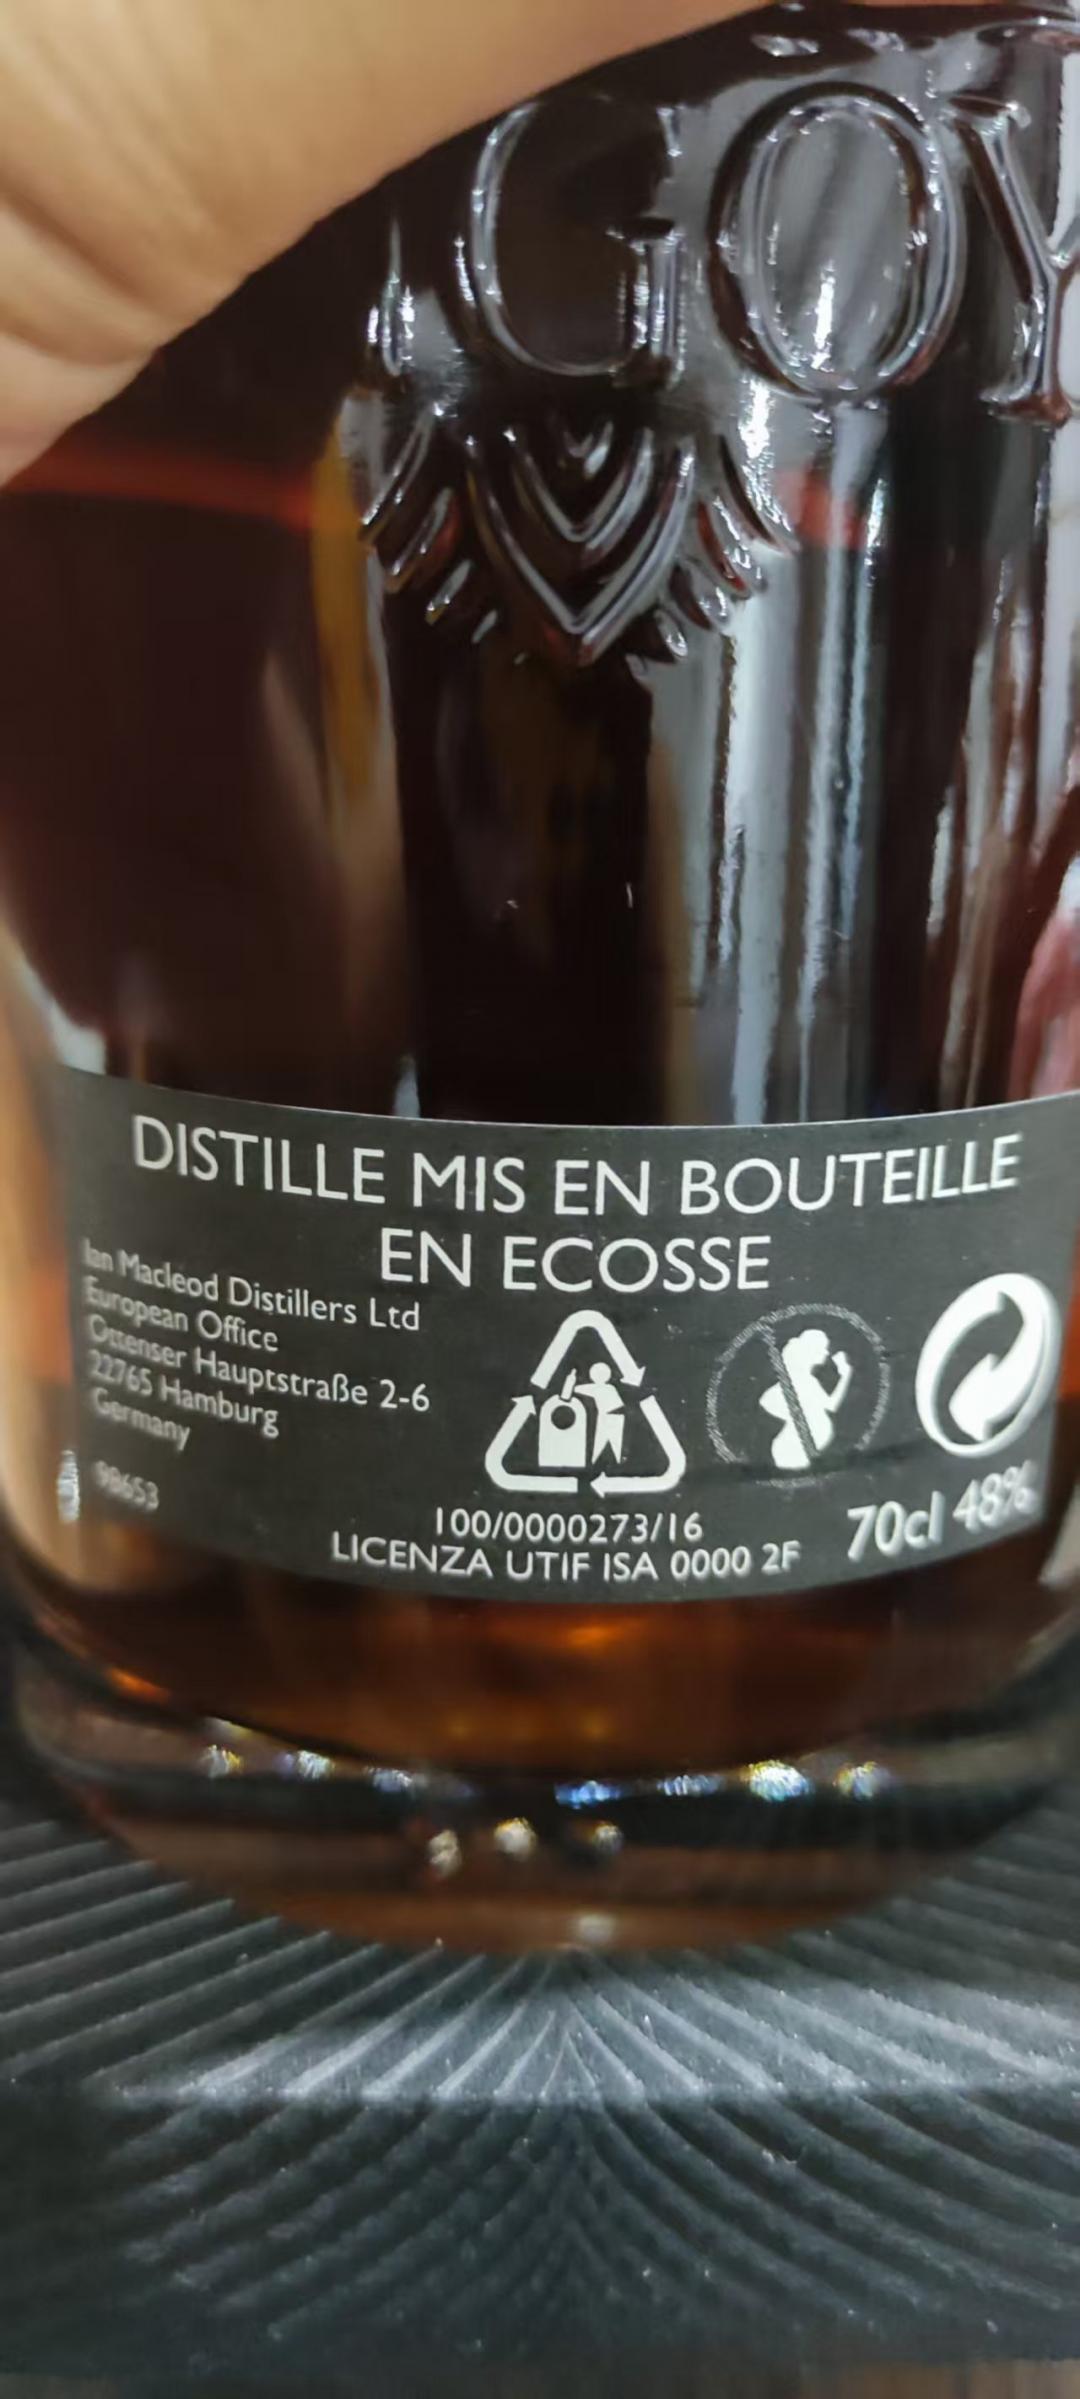 GOY
DISTILLE MIS EN BOUTEILLE
EN ECOSSE
Ian Macleod Distillers Ltd
European Office
Ottenser Hauptstraße 2-6
22765 Hamburg
Germany
98653
100/0000273/16
LICENZA UTIF ISA 0000 2F
70cl 48%